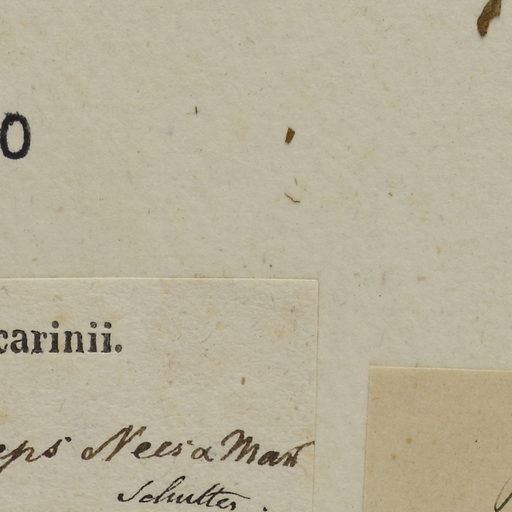 0
carinii.
eps Nees & Mart
Schultes.